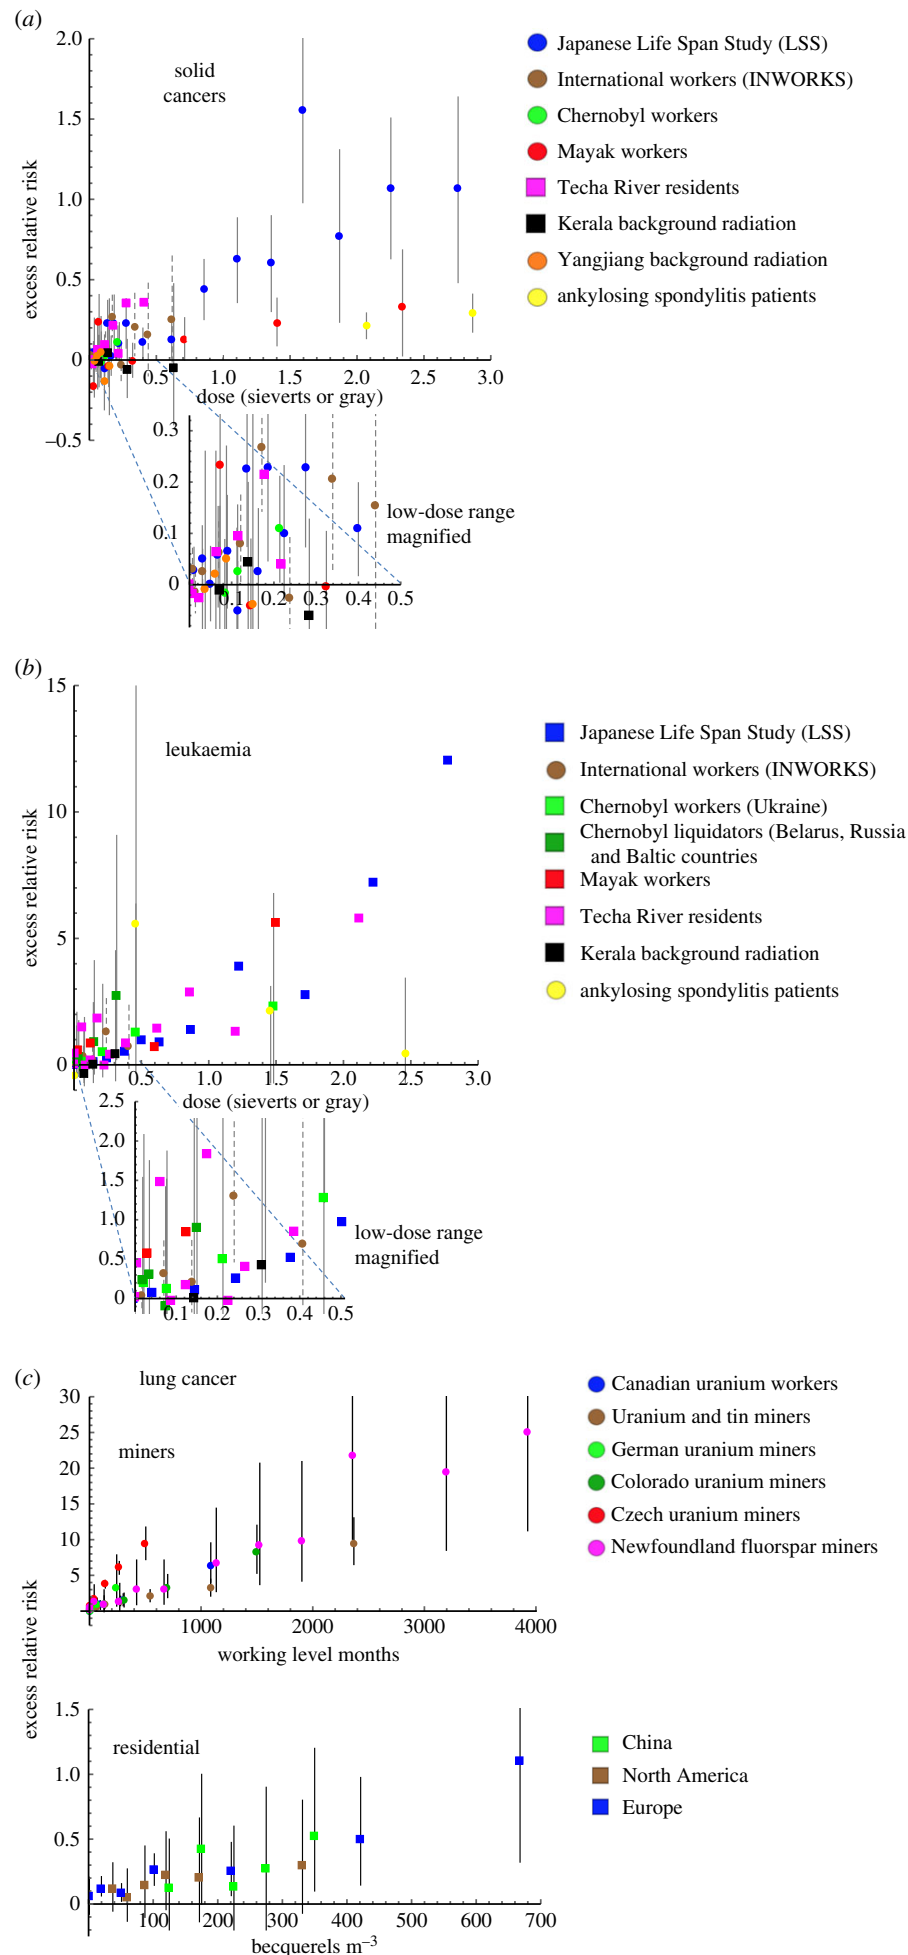 (a)
2.0
1.5
1.0
0.5
0
–0.5
excess relative risk
solid
cancers
0.5
1.0
1.5
2.0
2.5
3.0
dose (sieverts or gray)
Japanese Life Span Study (LSS)
International workers (INWORKS)
Chernobyl workers
Mayak workers
Techa River residents
Kerala background radiation
Yangjiang background radiation
ankylosing spondylitis patients
0.3
0.2
0.1
0
0.1
0.2
0.3
0.4
0.5
low-dose range
magnified
(b)
15
10
5
0
excess relative risk
leukaemia
0.5
1.0
1.5
2.0
2.5
3.0
dose (sieverts or gray)
Japanese Life Span Study (LSS)
International workers (INWORKS)
Chernobyl workers (Ukraine)
Chernobyl liquidators (Belarus, Russia
and Baltic countries
Mayak workers
Techa River residents
Kerala background radiation
ankylosing spondylitis patients
2.5
2.0
1.5
1.0
0.5
0
0.1
0.2
0.3
0.4
0.5
low-dose range
magnified
(c)
lung cancer
30
25
20
15
10
5
miners
1000
2000
3000
4000
working level months
Canadian uranium workers
Uranium and tin miners
German uranium miners
Colorado uranium miners
Czech uranium miners
Newfoundland fluorspar miners
excess relative risk
1.5
1.0
0.5
0
residential
100
200
300
400
500
600
700
becquerels m–3
China
North America
Europe